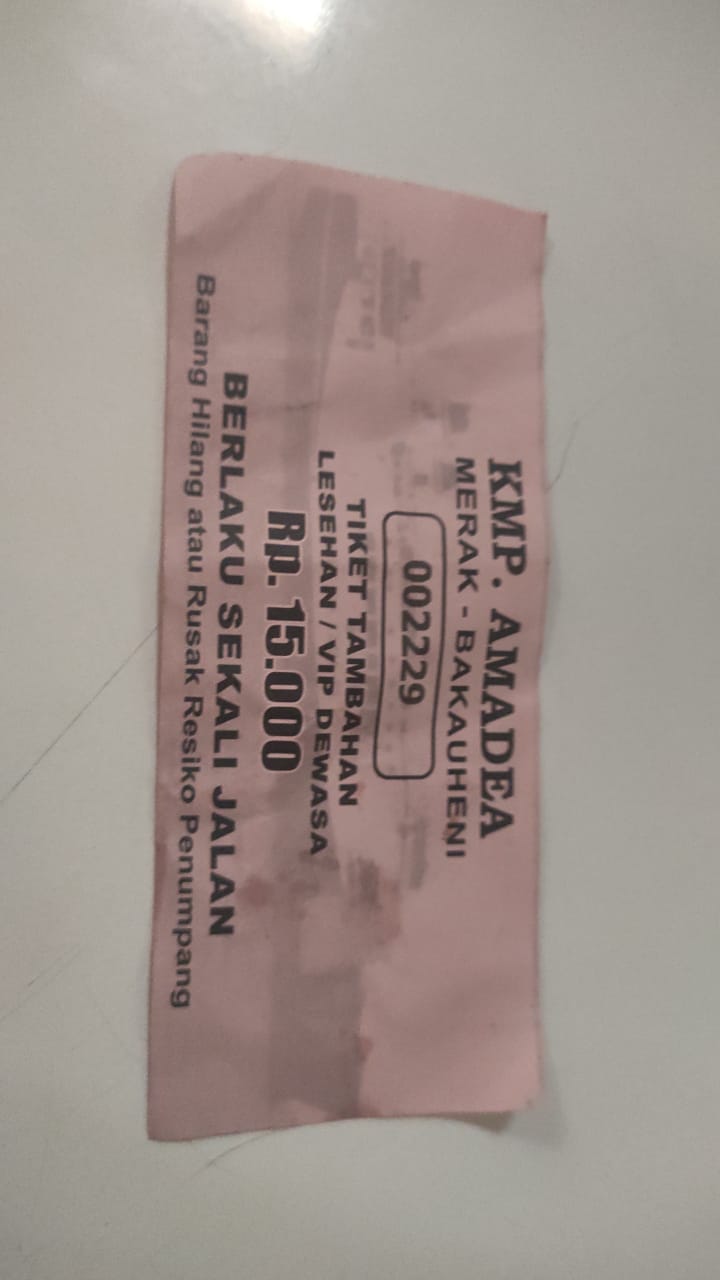 KMP. AMADEA
MERAK - BAKAUHENI
002229
TIKET TAMBAHAN
LESEHAN / VIP DEWASA
Rp. 15.000
BERLAKU SEKALI JALAN
Barang Hilang atau Rusak Resiko Penumpang